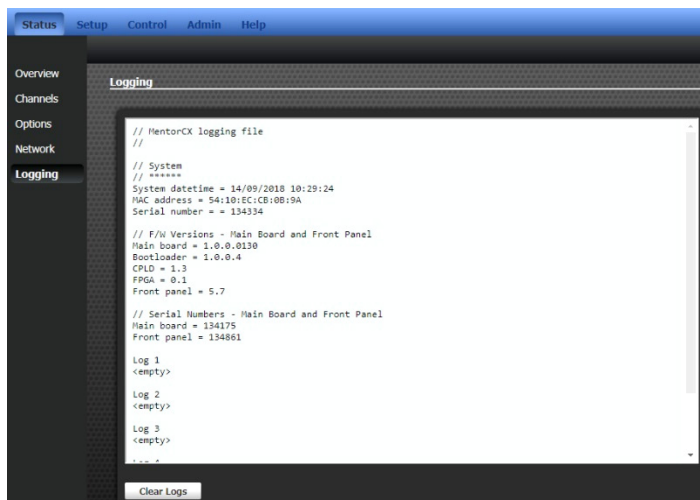 Status Setup Control Admin Help
Overview
Channels
Options
Network
Logging
Logging
// MentorCX logging file
//
// System
// ******
System datetime = 14/09/2018 10:29:24
MAC address = 54:10:EC:CB:0B:9A
Serial number = = 134334
// F/W Versions - Main Board and Front Panel
Main board = 1.0.0.0130
Bootloader = 1.0.0.4
CPLD = 1.3
FPGA = 0.1
Front panel = 5.7
// Serial Numbers - Main Board and Front Panel
Main board = 134175
Front panel = 134861
Log 1
<empty>
Log 2
<empty>
Log 3
<empty>
Clear Logs